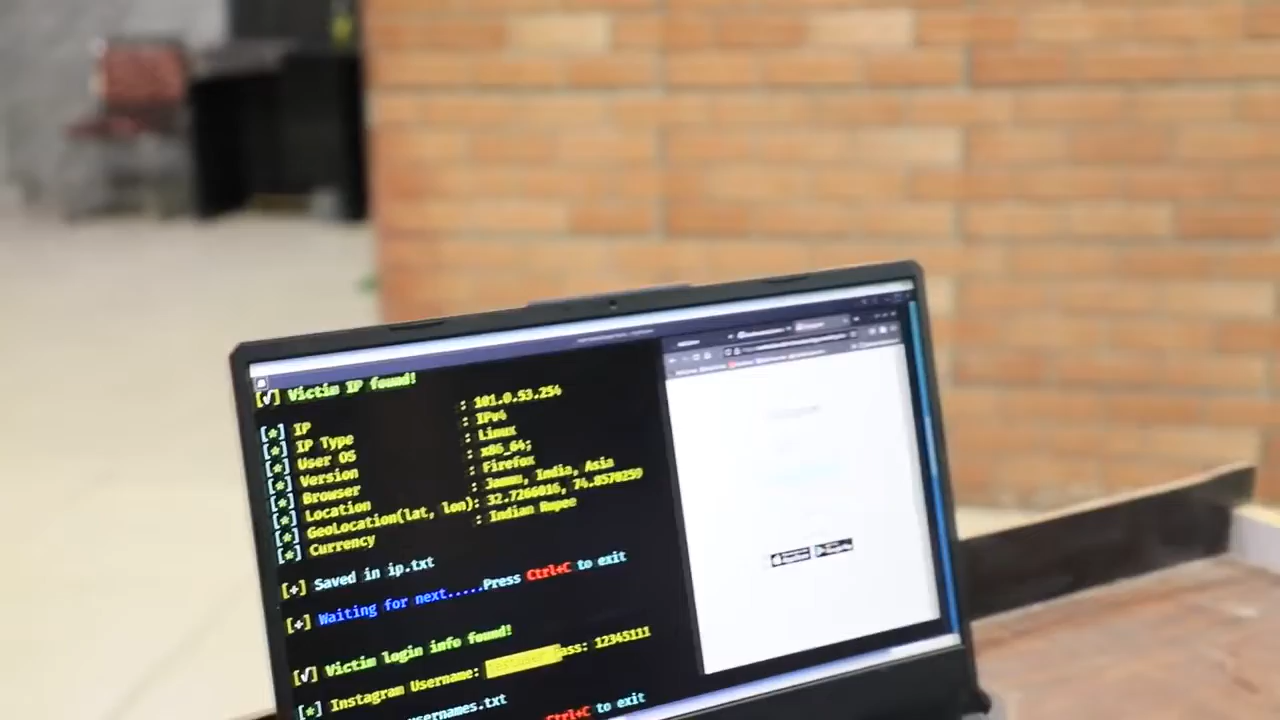 [√] Victim IP found!
[*] IP : 101.0.53.254
[*] IP Type : IPv4
[*] User OS : Linux
[*] Version : x86_64;
[*] Browser : Firefox
[*] Location : Jammu, India, Asia
[*] GeoLocation(lat, lon): 32.7266016, 74.8570259
[*] Currency : Indian Rupee
[+] Saved in ip.txt
[+] Waiting for next.....Press Ctrl+C to exit
[√] Victim login info found!
[*] Instagram Username: Pass: 12345111
usernames.txt
Ctrl+C to exit